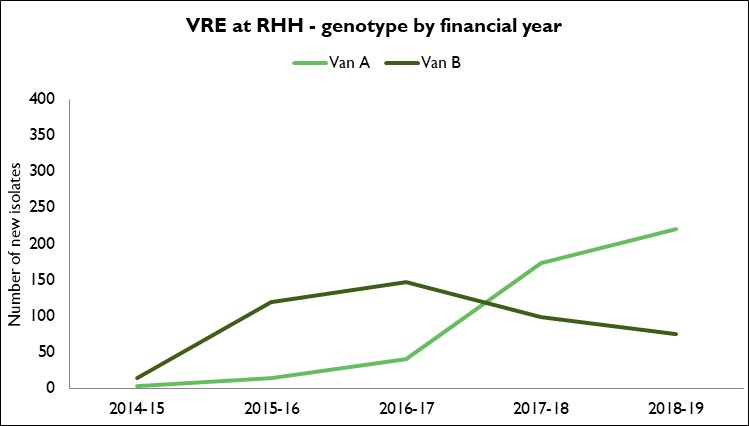 VRE at RHH - genotype by financial year
Van A Van B
Number of new isolates
400
350
300
250
200
150
100
50
0
2014-15 2015-16 2016-17 2017-18 2018-19